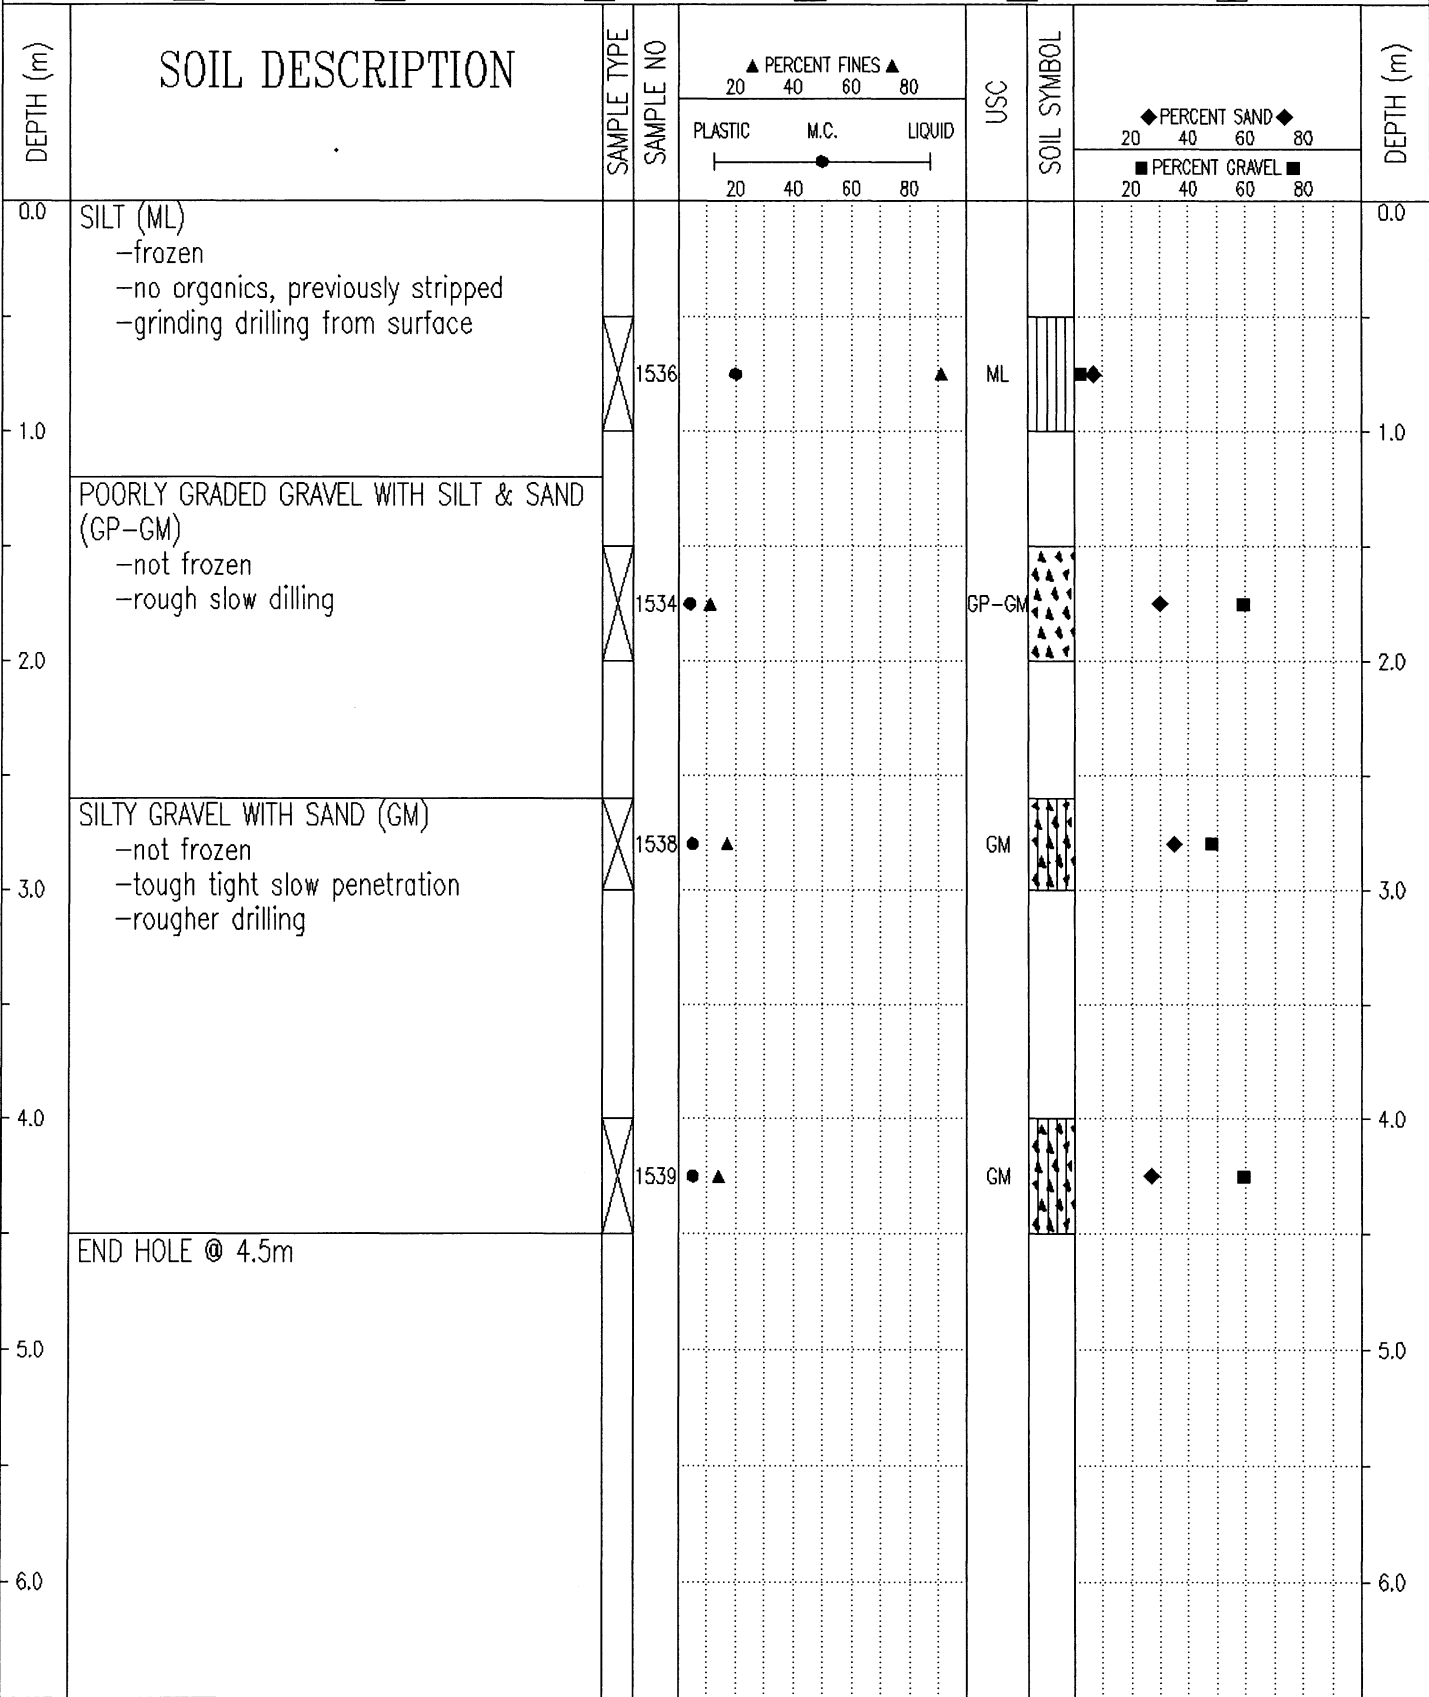 DEPTH (m)
SOIL DESCRIPTION
SAMPLE TYPE
SAMPLE NO
▲ PERCENT FINES ▲
20 40 60 80
PLASTIC M.C. LIQUID
20 40 60 80
USC
SOIL SYMBOL
◆ PERCENT SAND ◆
20 40 60 80
■ PERCENT GRAVEL ■
20 40 60 80
DEPTH (m)
0.0 0.0
SILT (ML)
-frozen
-no organics, previously stripped
-grinding drilling from surface
1536 ML
1.0 1.0
POORLY GRADED GRAVEL WITH SILT & SAND
(GP-GM)
-not frozen
-rough slow dilling
1534 GP-GM
2.0 2.0
SILTY GRAVEL WITH SAND (GM)
-not frozen
1538 GM
-tough tight slow penetration
3.0 3.0
-rougher drilling
4.0 4.0
1539 GM
END HOLE @ 4.5m
5.0 5.0
6.0 6.0